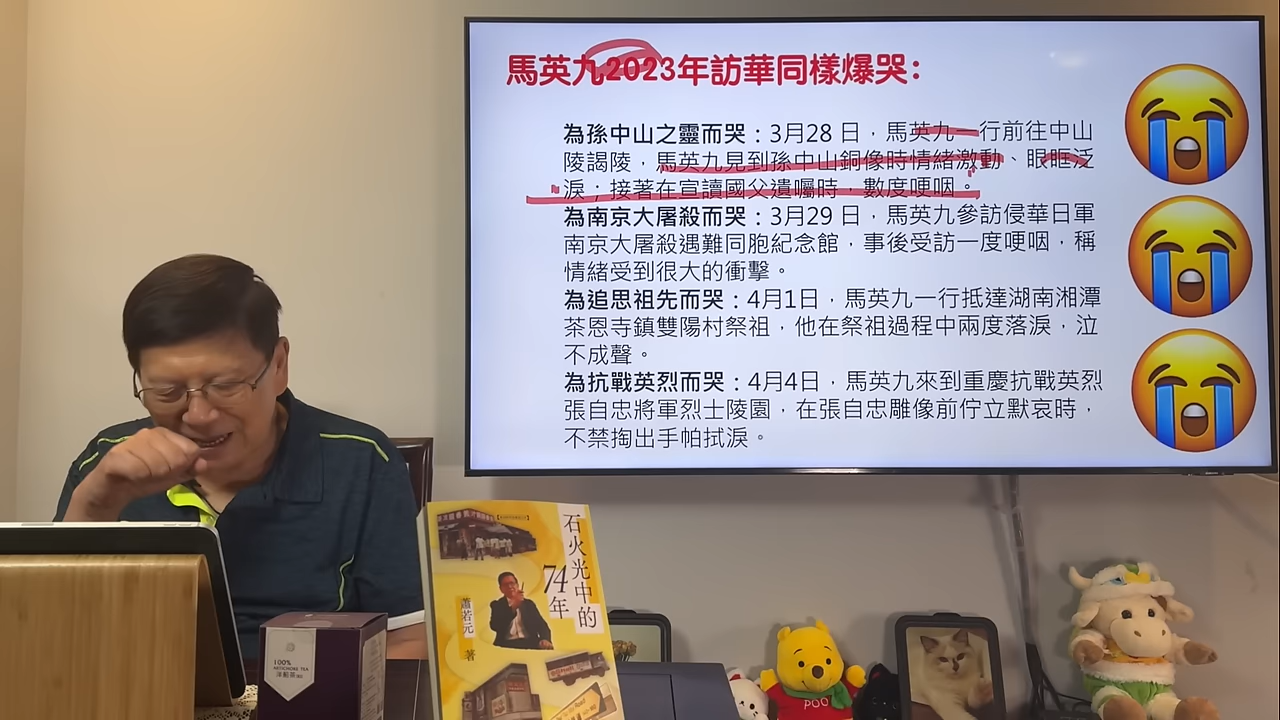 馬英九2023年訪華同樣爆哭：
為孫中山之靈而哭：3月28 日，馬英九一行前往中山
陵謁陵，馬英九見到孫中山銅像時情緒激動、眼眶泛
淚；接著在宣讀國父遺囑時，數度哽咽。
為南京大屠殺而哭：3月29 日，馬英九參訪侵華日軍
南京大屠殺遇難同胞紀念館，事後受訪一度哽咽，稱
情緒受到很大的衝擊。
為追思祖先而哭：4月1日，馬英九一行抵達湖南湘潭
茶恩寺鎮雙陽村祭祖，他在祭祖過程中兩度落淚，泣
不成聲。
為抗戰英烈而哭：4月4日，馬英九來到重慶抗戰英烈
張自忠將軍烈士陵園，在張自忠雕像前佇立默哀時，
不禁掏出手帕拭淚。
石火光中的
74年
蕭若元 著
100%
POO